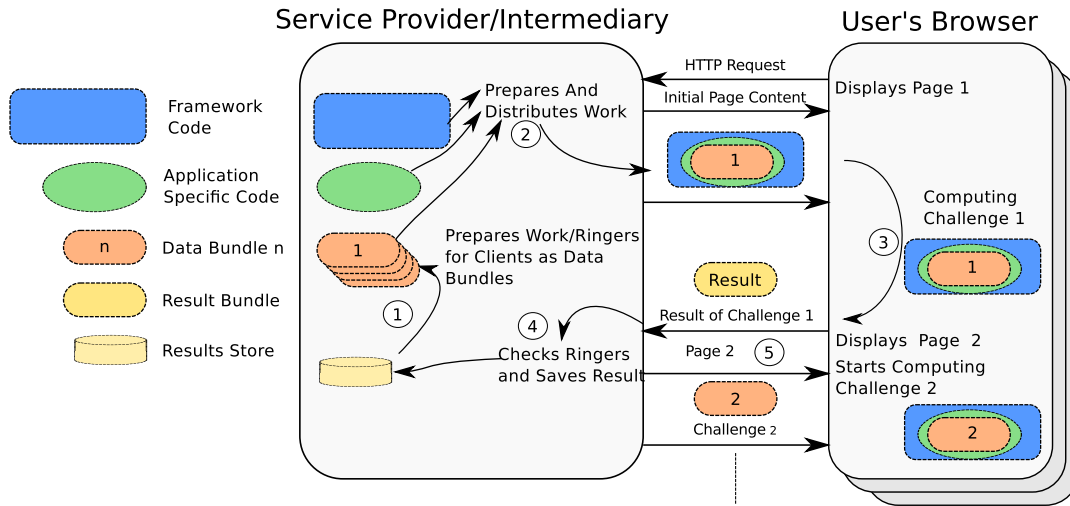 Service Provider/Intermediary
User's Browser
Framework
Code
Application
Specific Code
n
Data Bundle n
Result Bundle
Results Store
Prepares And
Distributes Work
2
1
Prepares Work/Ringers
for Clients as Data
Bundles
1
4
Checks Ringers
and Saves Result
HTTP Request
Initial Page Content
1
Result
Result of Challenge 1
Page 2
5
2
Challenge 2
Displays Page 1
Computing
Challenge 1
3
1
Displays Page 2
Starts Computing
Challenge 2
2